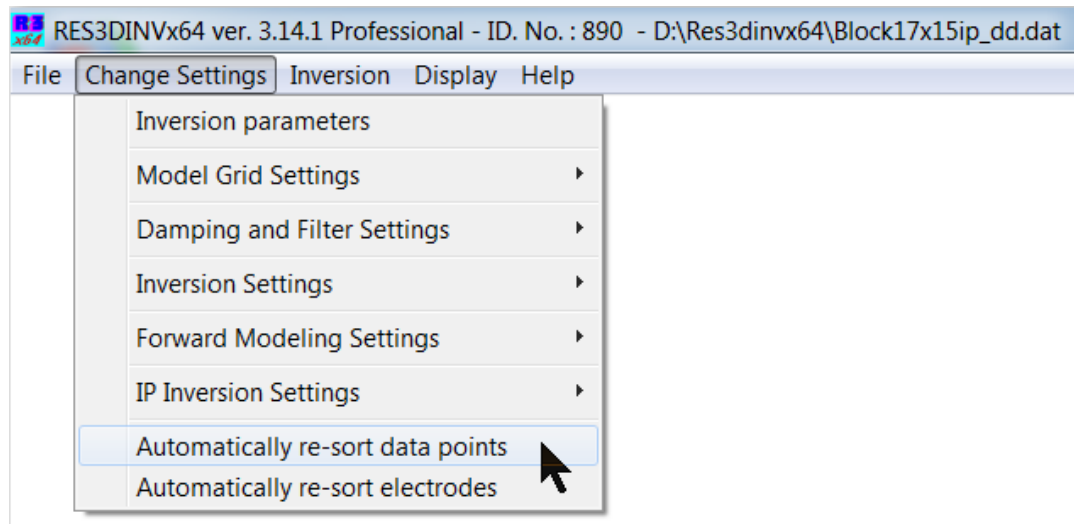 R3 x64 RES3DINVx64 ver. 3.14.1 Professional - ID. No. : 890 - D:\Res3dinvx64\Block17x15ip_dd.dat
File Change Settings Inversion Display Help
Inversion parameters
Model Grid Settings
Damping and Filter Settings
Inversion Settings
Forward Modeling Settings
IP Inversion Settings
Automatically re-sort data points
Automatically re-sort electrodes